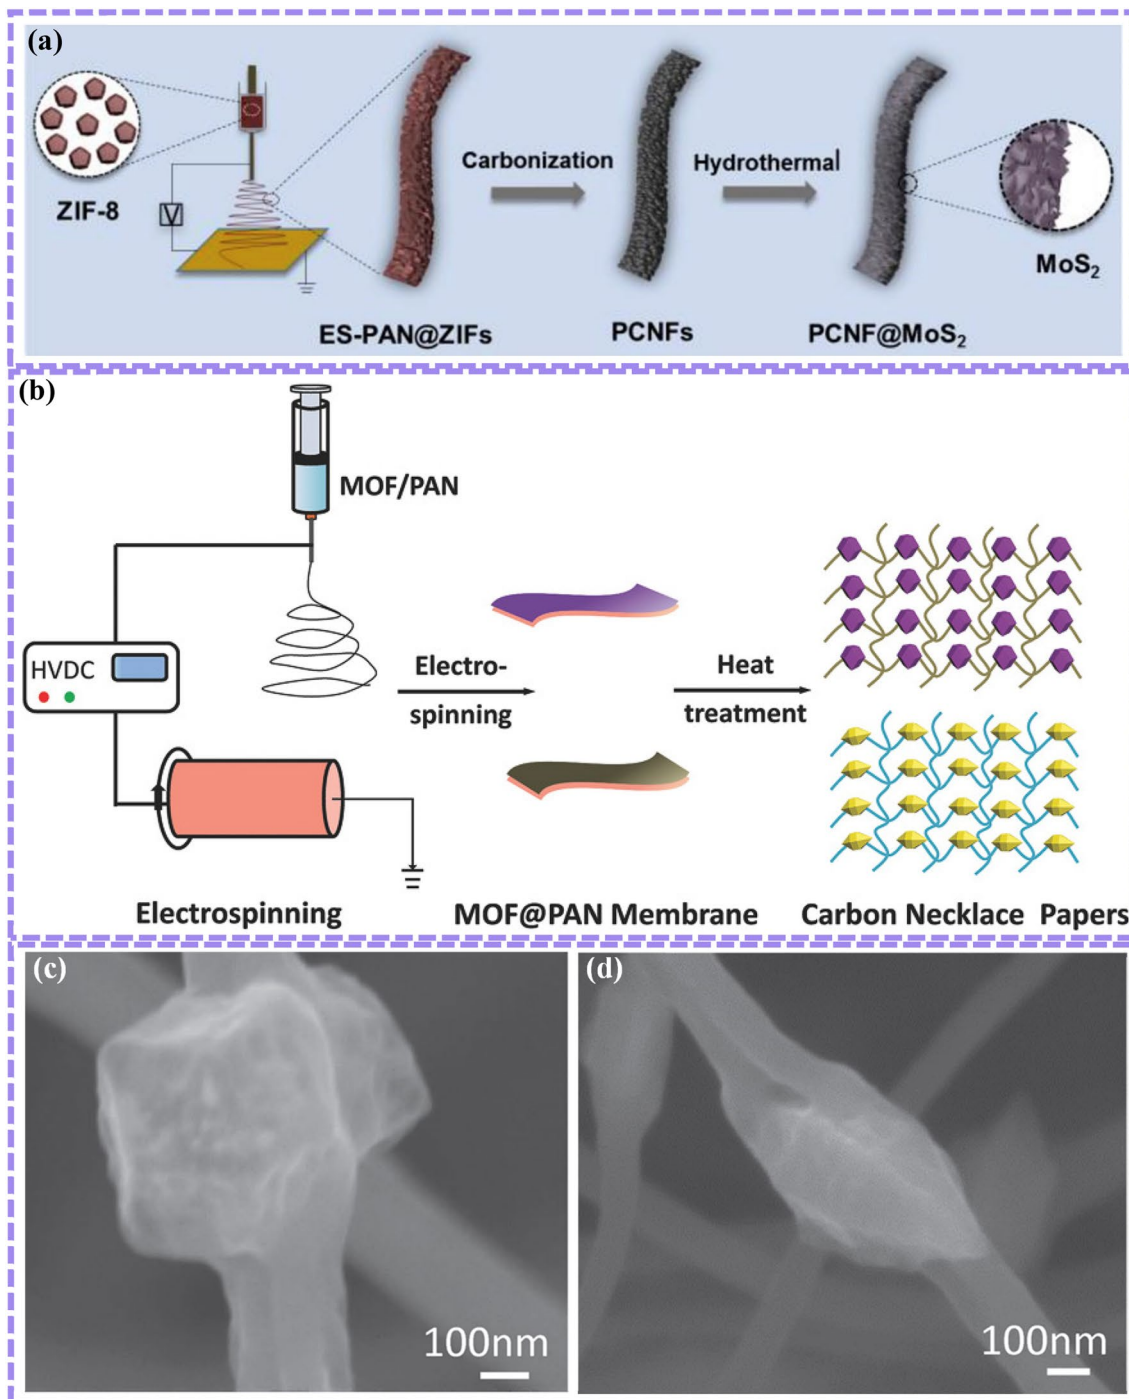 (a)
ZIF-8
V
Carbonization
Hydrothermal
MoS₂
ES-PAN@ZIFs
PCNFs
PCNF@MoS₂
(b)
MOF/PAN
HVDC
Electro-
spinning
Heat
treatment
Electrospinning
MOF@PAN Membrane
Carbon Necklace Papers
(c)
(d)
100nm
100nm